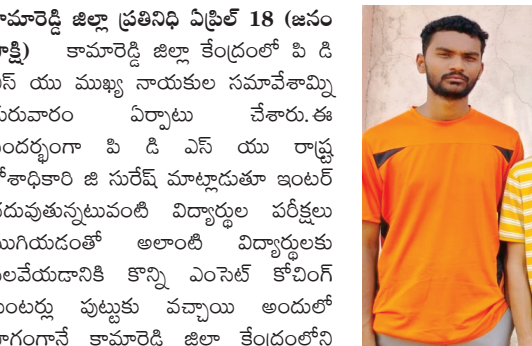 కామారెడ్డి జిల్లా ప్రతినిధి ఏప్రిల్ 18 (జనం
సాక్షి) కామారెడ్డి జిల్లా కేంద్రంలో పి డి
ఎస్ యు ముఖ్య నాయకుల సమావేశామ్ని
గురువారం ఏర్పాటు చేశారు.ఈ
సందర్భంగా పి డి ఎస్ యు రాష్ట్ర
కోశాధికారి జి సురేష్ మాట్లాడుతూ ఇంటర్
చదువుతున్నటువంటి విద్యార్థుల పరీక్షలు
ముగియడంతో అలాంటి విద్యార్థులకు
వలవేయడానికి కొన్ని ఎంసెట్ కోచింగ్
సెంటర్లు పుట్టుకు వచ్చాయి అందులో
భాగంగానే కామారెడ్డి జిల్లా కేంద్రంలోని